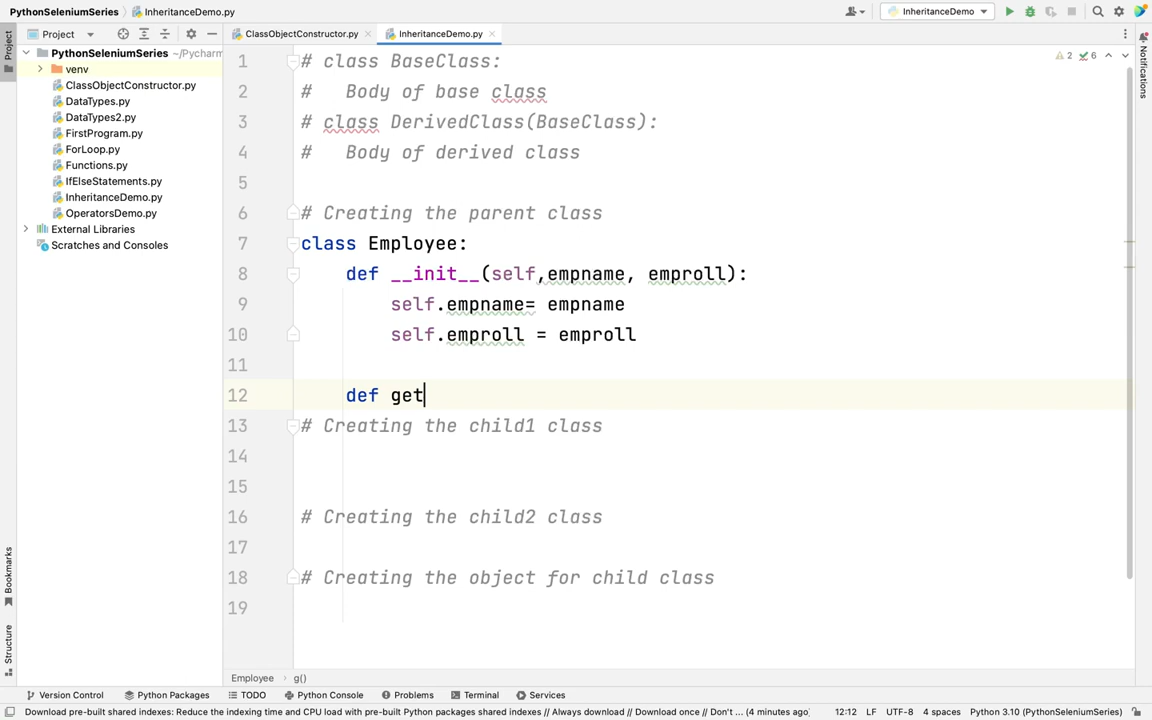 PythonSeleniumSeries InheritanceDemo.py InheritanceDemo
Project ClassObjectConstructor.py InheritanceDemo.py
PythonSeleniumSeries ~/Pycharm
venv
ClassObjectConstructor.py
DataTypes.py
DataTypes2.py
FirstProgram.py
ForLoop.py
Functions.py
IfElseStatements.py
InheritanceDemo.py
OperatorsDemo.py
External Libraries
Scratches and Consoles
2 6
1 # class BaseClass:
2 #   Body of base class
3 # class DerivedClass(BaseClass):
4 #   Body of derived class
5
6 # Creating the parent class
7 class Employee:
8     def __init__(self,empname, emproll):
9         self.empname= empname
10         self.emproll = emproll
11
12     def get
13 # Creating the child1 class
14
15
16 # Creating the child2 class
17
18 # Creating the object for child class
19
Employee › g()
Project
Bookmarks
Structure
Notifications
Version Control Python Packages TODO Python Console Problems Terminal Services
Download pre-built shared indexes: Reduce the indexing time and CPU load with pre-built Python packages shared indexes // Always download // Download once // Don't ... (4 minutes ago) 12:12 LF UTF-8 4 spaces Python 3.10 (PythonSeleniumSeries)